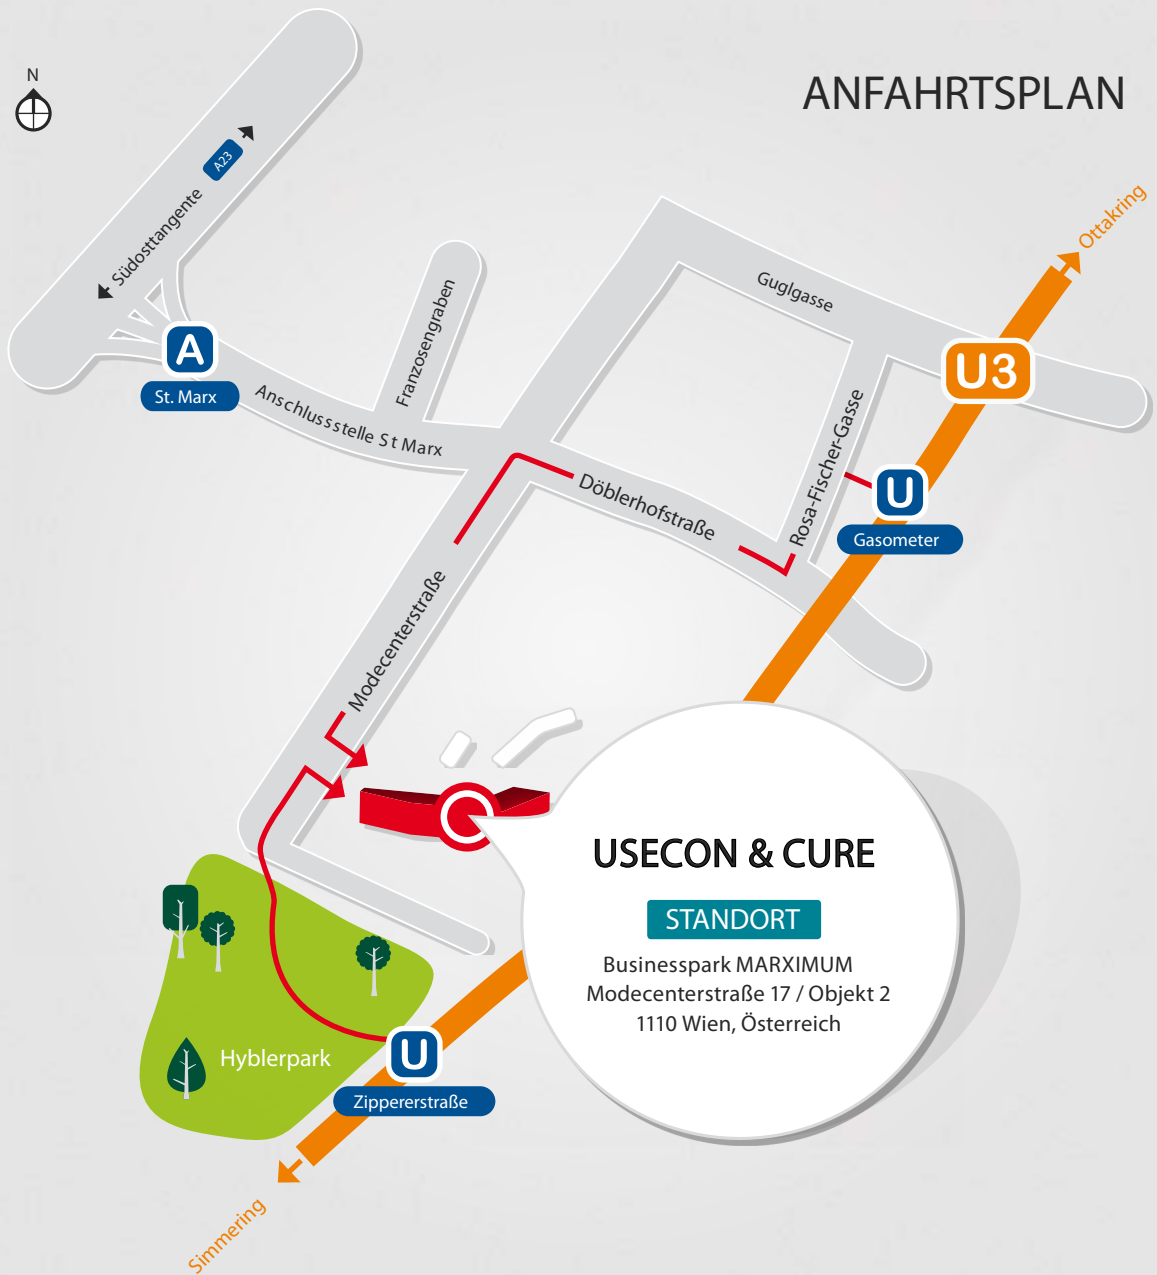 N
ANFAHRTSPLAN
A23
Südosttangente
Ottakring
Guglgasse
Franzosengraben
A
St. Marx
U3
Anschlussstelle St Marx
Rosa-Fischer-Gasse
Döblerhofstraße
U
Gasometer
Modecenterstraße
USECON & CURE
STANDORT
Businesspark MARXIMUM
Modecenterstraße 17 / Objekt 2
1110 Wien, Österreich
Hyblerpark
U
Zippererstraße
Simmering